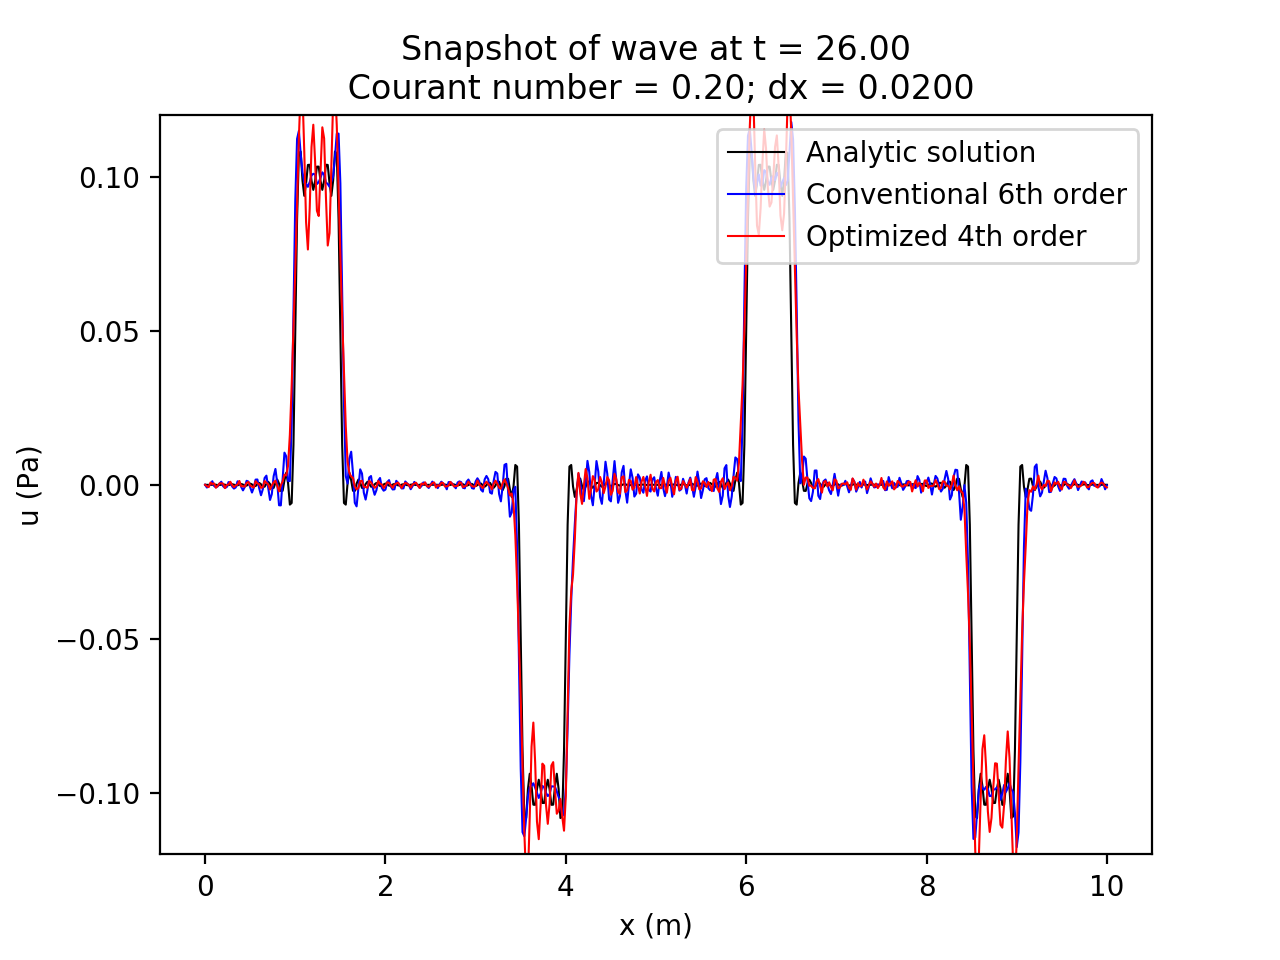 Snapshot of wave at t = 26.00
Courant number = 0.20; dx = 0.0200
Analytic solution
Conventional 6th order
Optimized 4th order
0.10
0.05
0.00
−0.05
−0.10
u (Pa)
0 2 4 6 8 10
x (m)